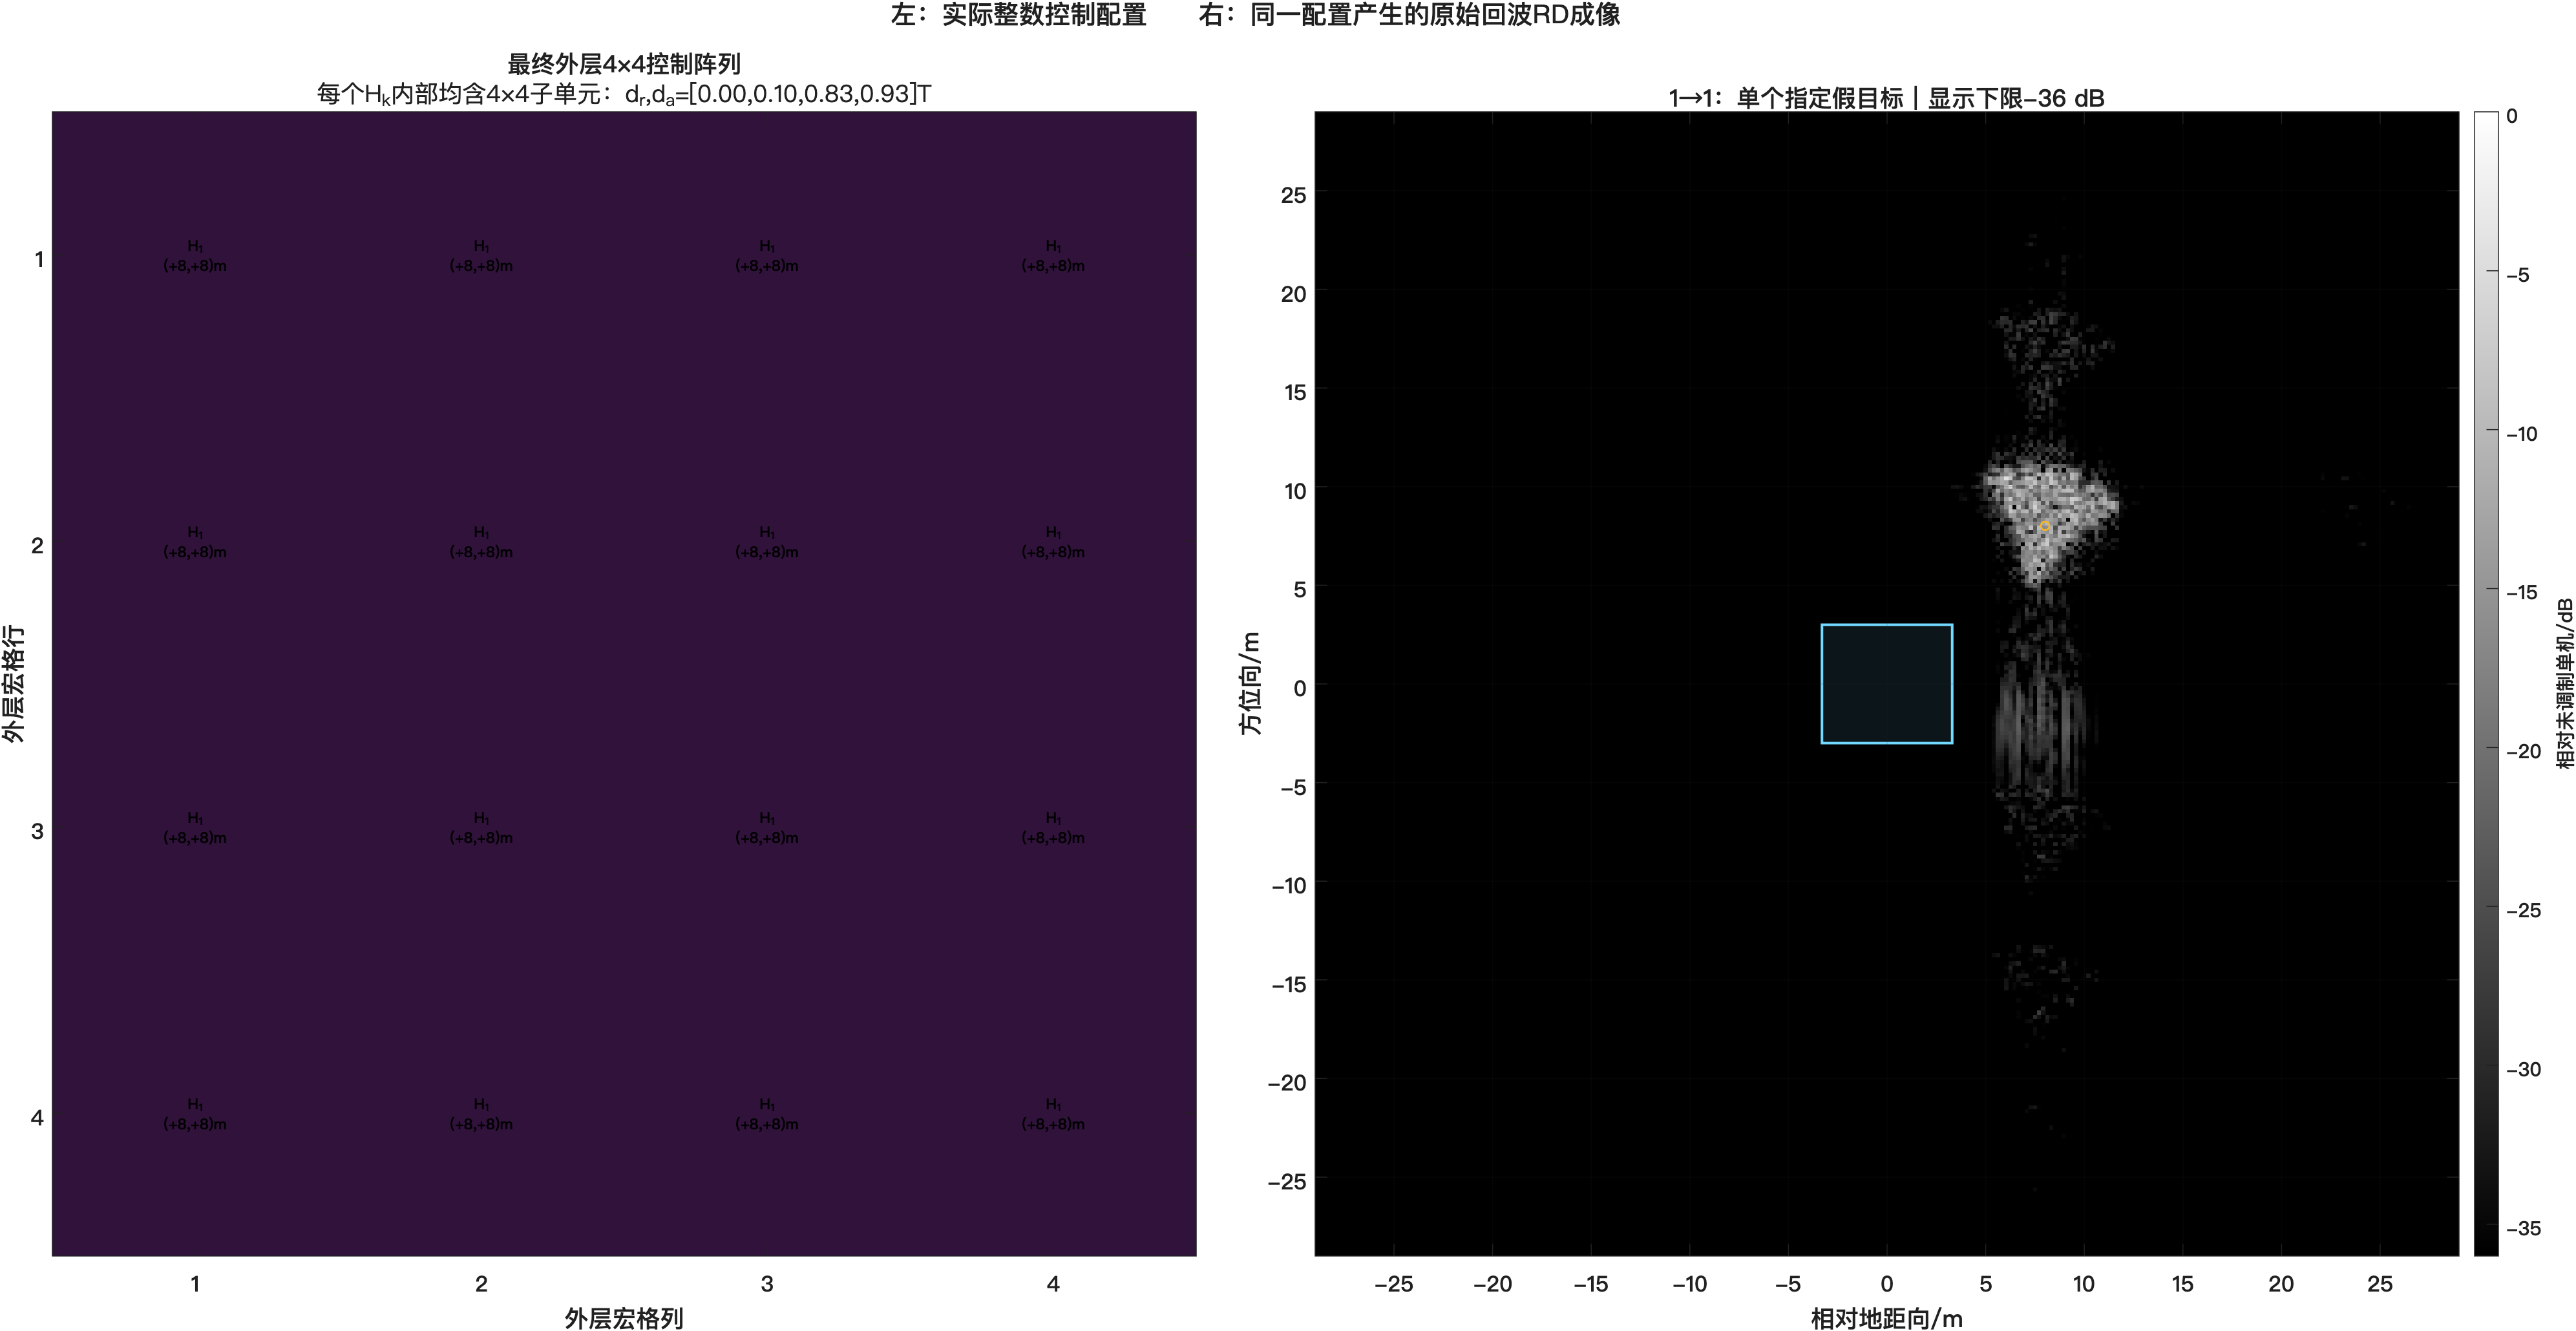 左：实际整数控制配置　　右：同一配置产生的原始回波RD成像
最终外层4×4控制阵列
每个Hₖ内部均含4×4子单元：dᵣ,dₐ=[0.00,0.10,0.83,0.93]T
H₁ H₁ H₁ H₁
(+8,+8)m (+8,+8)m (+8,+8)m (+8,+8)m
1
H₁ H₁ H₁ H₁
(+8,+8)m (+8,+8)m (+8,+8)m (+8,+8)m
2
H₁ H₁ H₁ H₁
(+8,+8)m (+8,+8)m (+8,+8)m (+8,+8)m
3
H₁ H₁ H₁ H₁
(+8,+8)m (+8,+8)m (+8,+8)m (+8,+8)m
4
外层宏格行
1 2 3 4
外层宏格列
1→1：单个指定假目标｜显示下限−36 dB
25
20
15
10
5
0
−5
−10
−15
−20
−25
方位向/m
−25 −20 −15 −10 −5 0 5 10 15 20 25
相对地距向/m
0
−5
−10
−15
−20
−25
−30
−35
相对未调制单机/dB